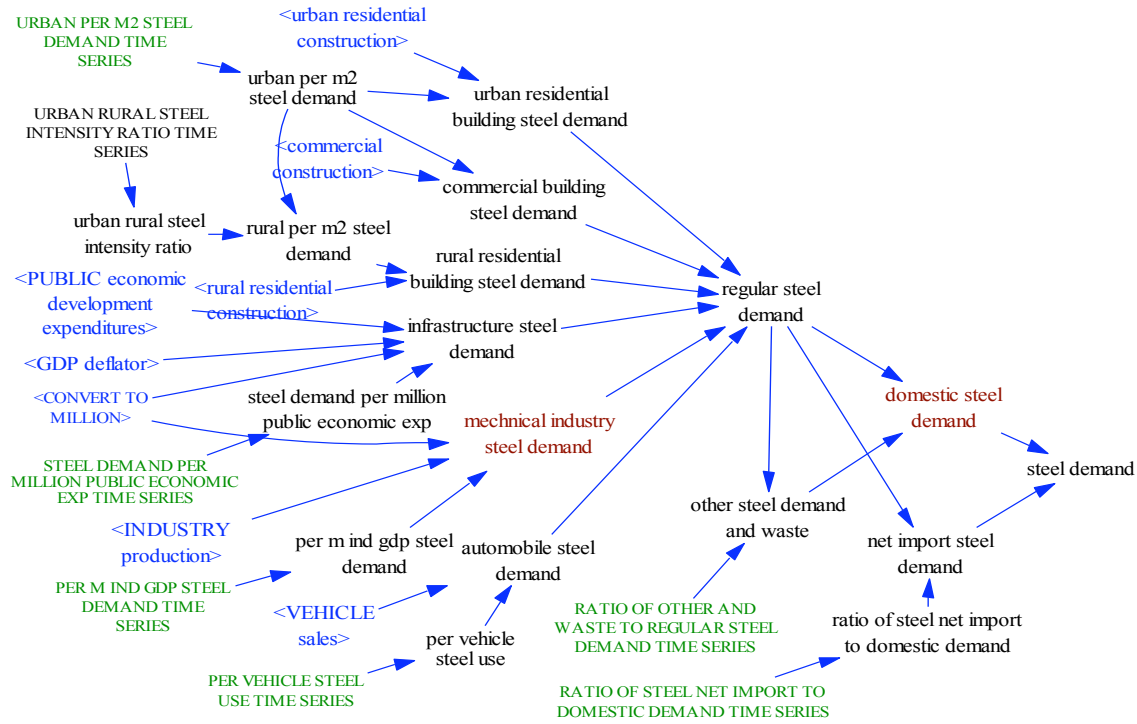 URBAN PER M2 STEEL
DEMAND TIME
SERIES
<urban residential
construction>
urban per m2
steel demand
urban residential
building steel demand
URBAN RURAL STEEL
INTENSITY RATIO TIME
SERIES
<commercial
construction>
commercial building
steel demand
urban rural steel
intensity ratio
rural per m2 steel
demand
rural residential
building steel demand
<PUBLIC economic
development
expenditures>
<rural residential
construction>
regular steel
demand
infrastructure steel
demand
<GDP deflator>
<CONVERT TO
MILLION>
steel demand per million
public economic exp
mechnical industry
steel demand
domestic steel
demand
STEEL DEMAND PER
MILLION PUBLIC ECONOMIC
EXP TIME SERIES
steel demand
other steel demand
and waste
<INDUSTRY
production>
per m ind gdp steel
demand
automobile steel
demand
net import steel
demand
PER M IND GDP STEEL
DEMAND TIME
SERIES
<VEHICLE
sales>
per vehicle
steel use
RATIO OF OTHER AND
WASTE TO REGULAR STEEL
DEMAND TIME SERIES
ratio of steel net import
to domestic demand
PER VEHICLE STEEL
USE TIME SERIES
RATIO OF STEEL NET IMPORT TO
DOMESTIC DEMAND TIME SERIES